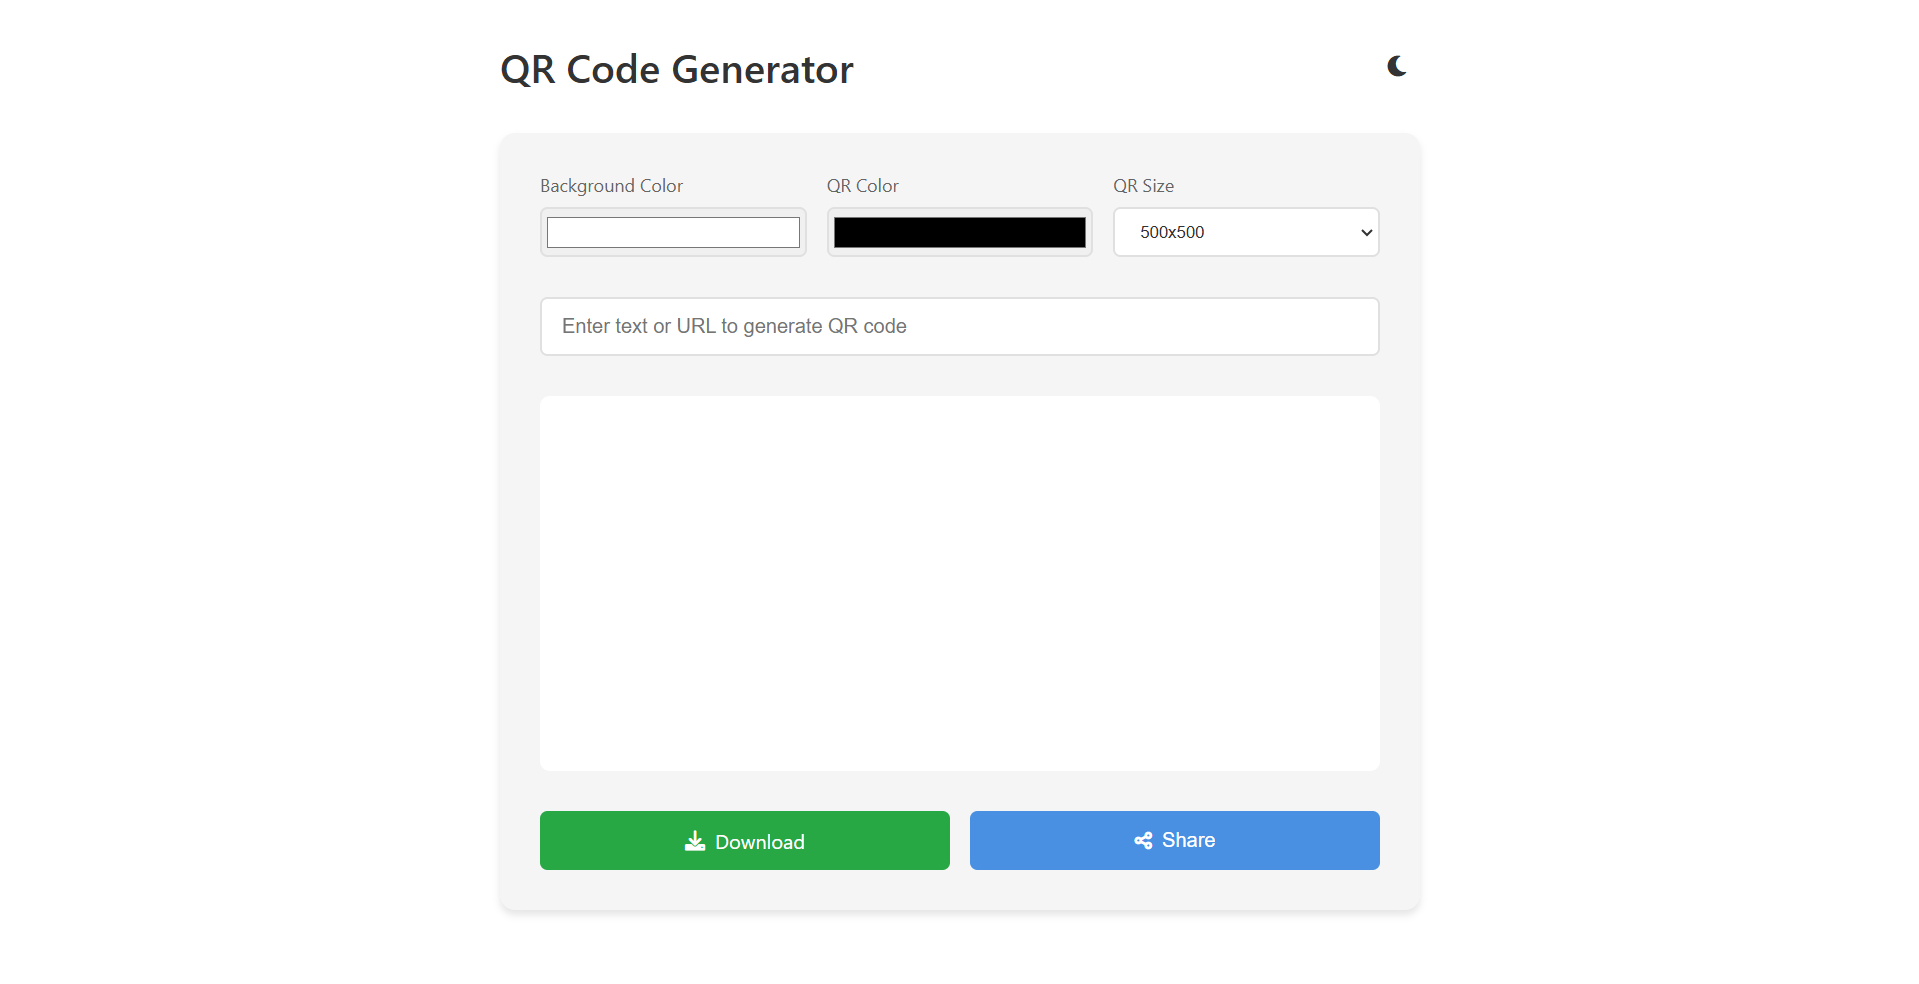 QR Code Generator
Background Color
QR Color
QR Size
500x500
Enter text or URL to generate QR code
Download
Share